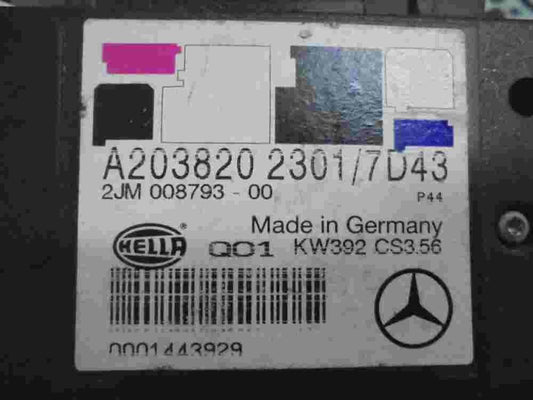 A203820 2301/7D43
2JM 008793-00 P44
Made in Germany
HELLA Q01 KW392 CS3.56
0001443929